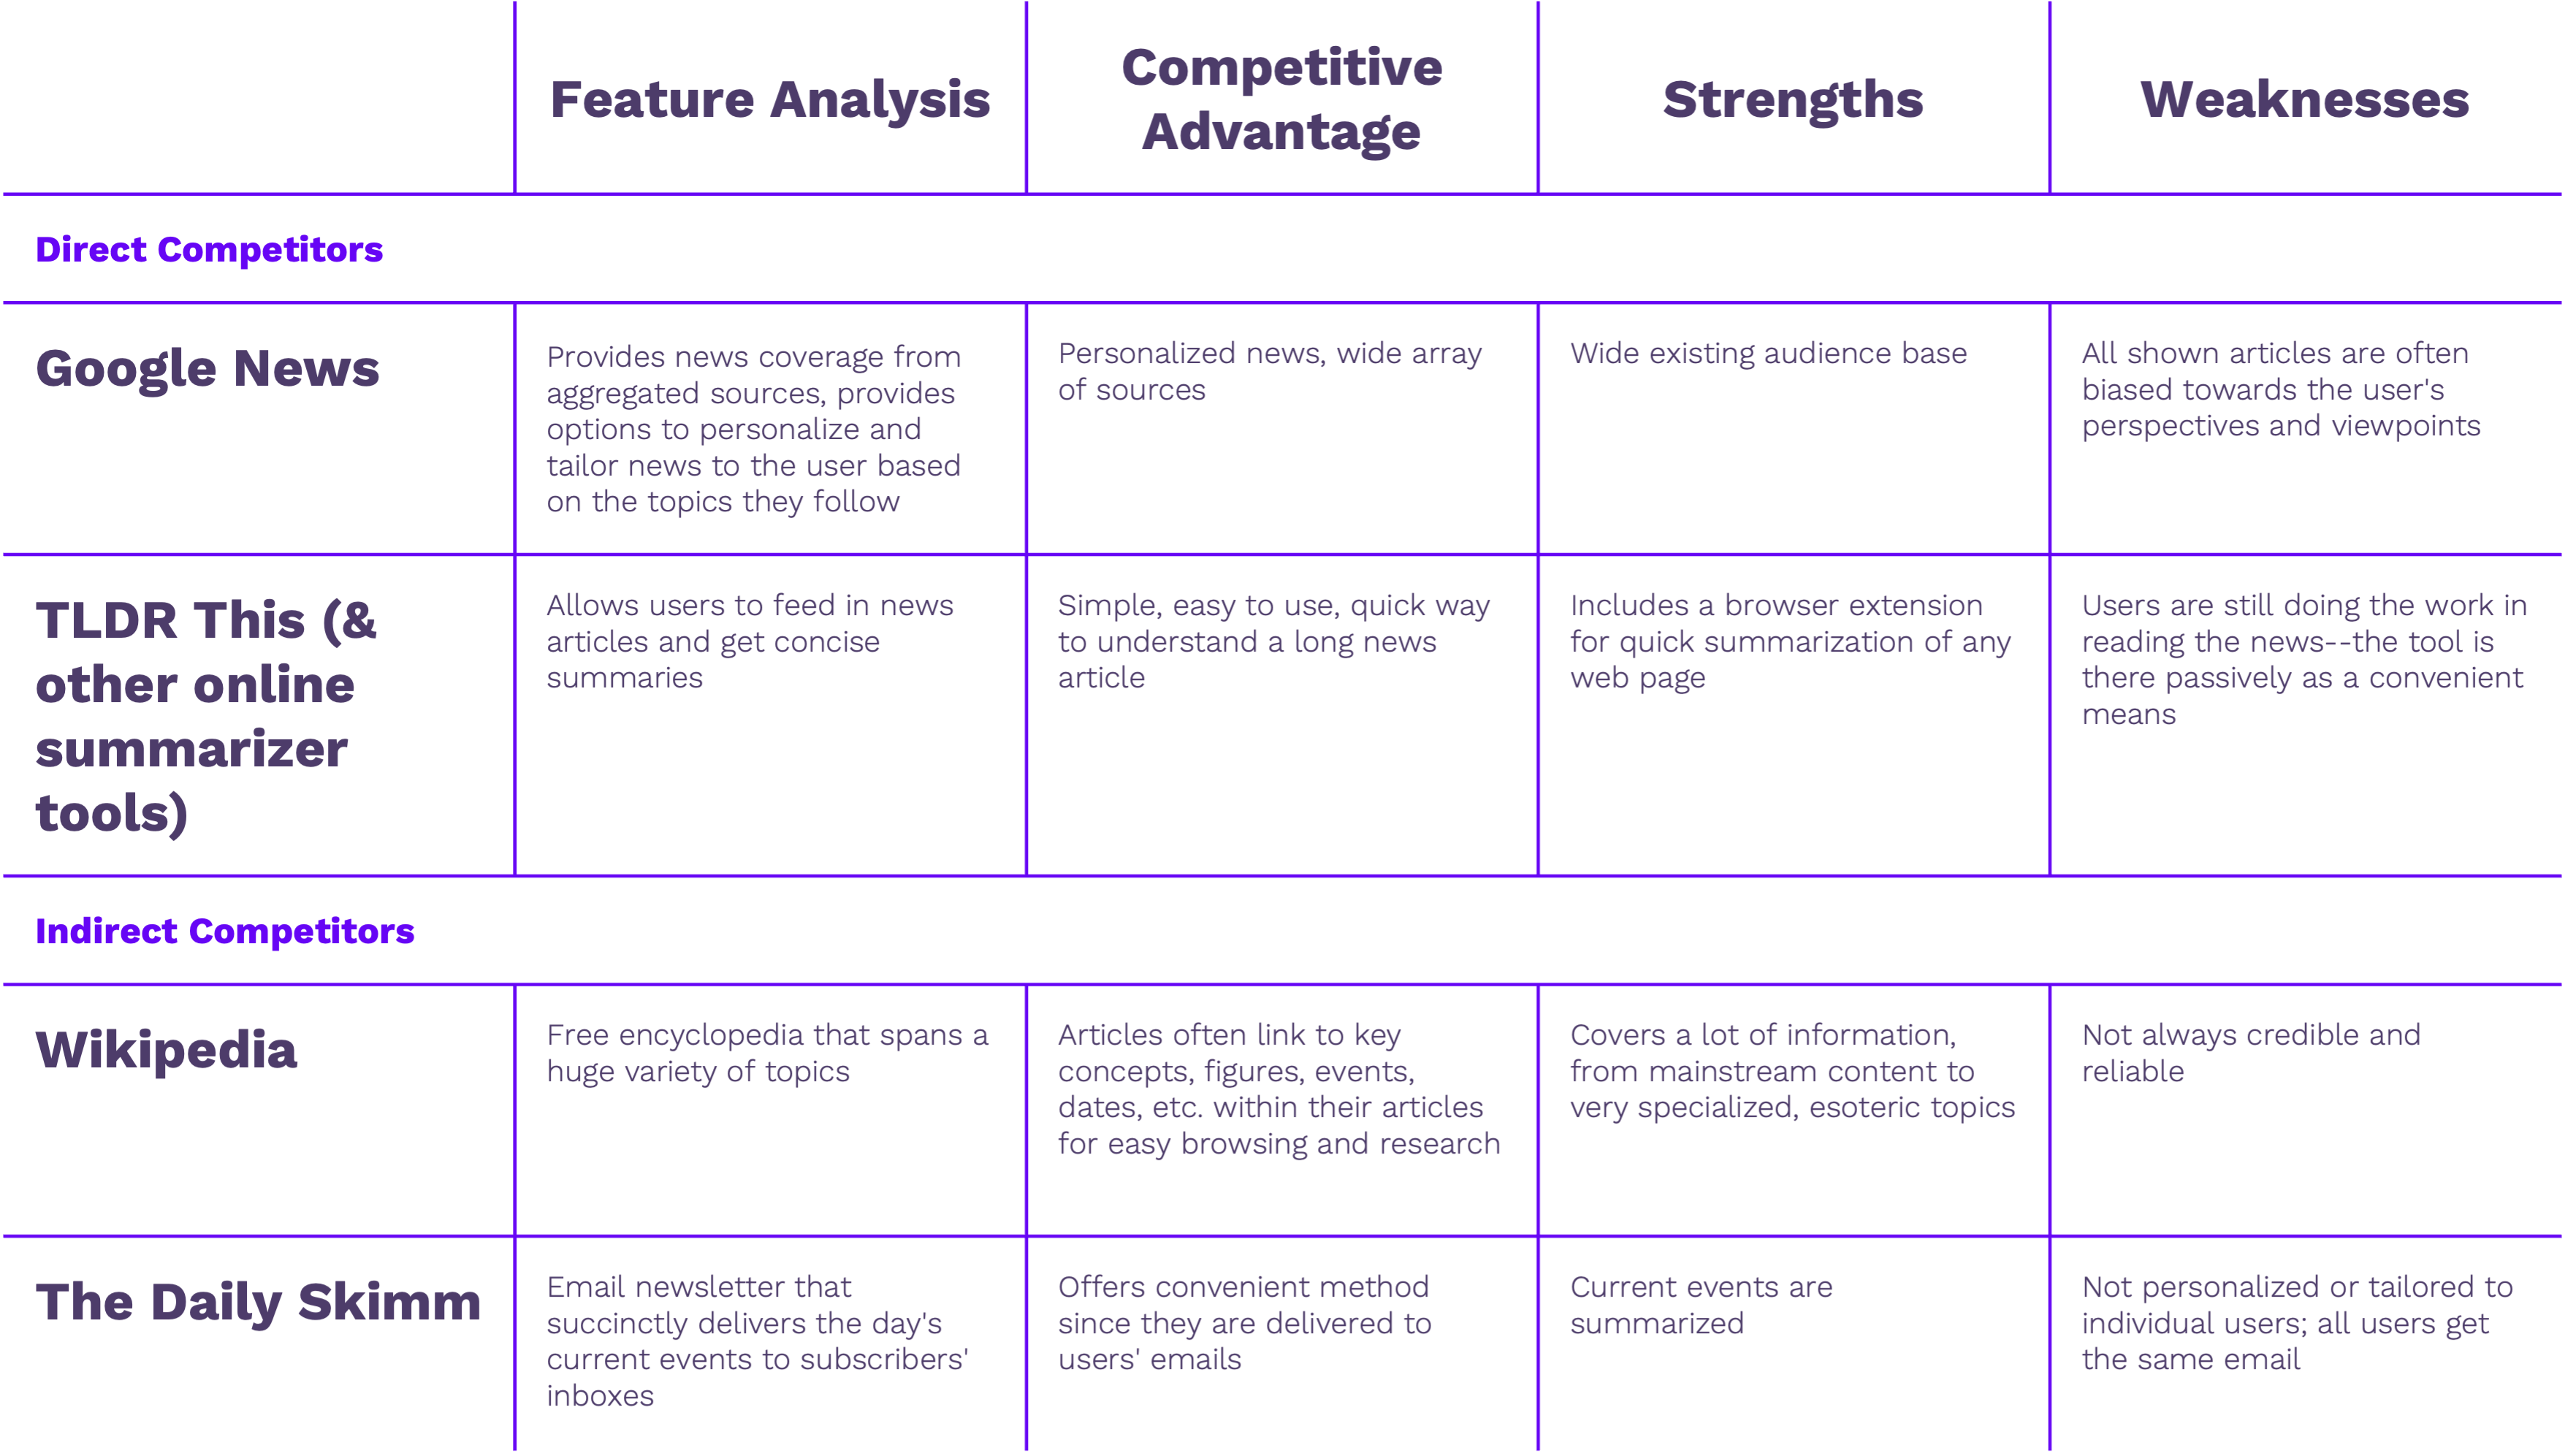 Feature Analysis
Competitive
Advantage
Strengths
Weaknesses
Direct Competitors
Google News
Provides news coverage from
aggregated sources, provides
options to personalize and
tailor news to the user based
on the topics they follow
Personalized news, wide array
of sources
Wide existing audience base
All shown articles are often
biased towards the user's
perspectives and viewpoints
TLDR This (&
other online
summarizer
tools)
Allows users to feed in news
articles and get concise
summaries
Simple, easy to use, quick way
to understand a long news
article
Includes a browser extension
for quick summarization of any
web page
Users are still doing the work in
reading the news--the tool is
there passively as a convenient
means
Indirect Competitors
Wikipedia
Free encyclopedia that spans a
huge variety of topics
Articles often link to key
concepts, figures, events,
dates, etc. within their articles
for easy browsing and research
Covers a lot of information,
from mainstream content to
very specialized, esoteric topics
Not always credible and
reliable
The Daily Skimm
Email newsletter that
succinctly delivers the day's
current events to subscribers'
inboxes
Offers convenient method
since they are delivered to
users' emails
Current events are
summarized
Not personalized or tailored to
individual users; all users get
the same email